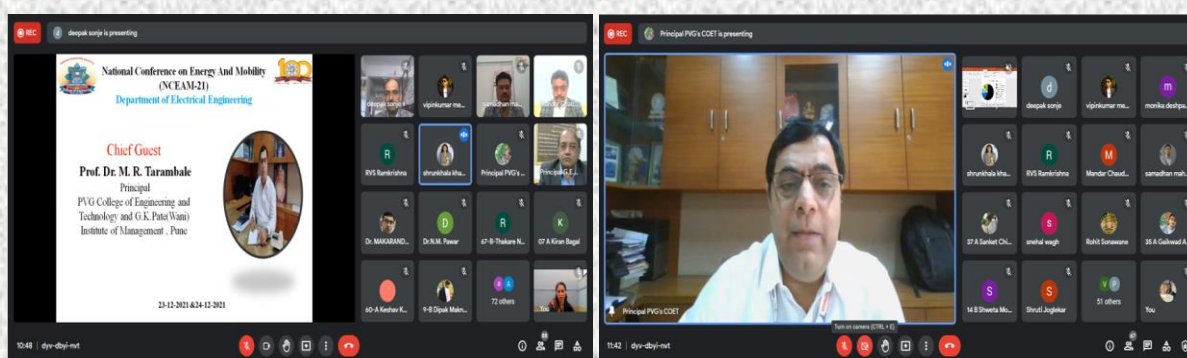 REC
deepak sonje is presenting
National Conference on Energy And Mobility
(NCEAM-21)
Department of Electrical Engineering
Chief Guest
Prof. Dr. M. R. Tarambale
Principal
PVG College of Engineering and
Technology and G.K.Pate(Wani)
Institute of Management , Pune
23-12-2021 &24-12-2021
deepak sonje
vipinkumar me...
samadhan ma...
RVS Ramkrishna
shrunkhala kha...
Principal PVG's ...
Principal G.E...
Dr. MAKARAND...
Dr.N.M. Pawar
67-B-Thakare N...
07 A Kiran Bagal
60-A Keshav K...
9-B Dipak Makn...
72 others
You
10:48 | dyv-dbyi-nvt
88
REC
Principal PVG's COET is presenting
Principal PVG's COET
deepak sonje
vipinkumar me...
monika deshpa...
shrunkhala kha...
RVS Ramkrishna
Mandar Chaud...
samadhan mah...
37 A Sanket Chi...
snehal wagh
Rohit Sonawane
35 A Gaikwad A...
14 B Shweta Mo...
Shruti Joglekar
51 others
You
Turn on camera (CTRL + E)
11:42 | dyv-dbyi-nvt
67